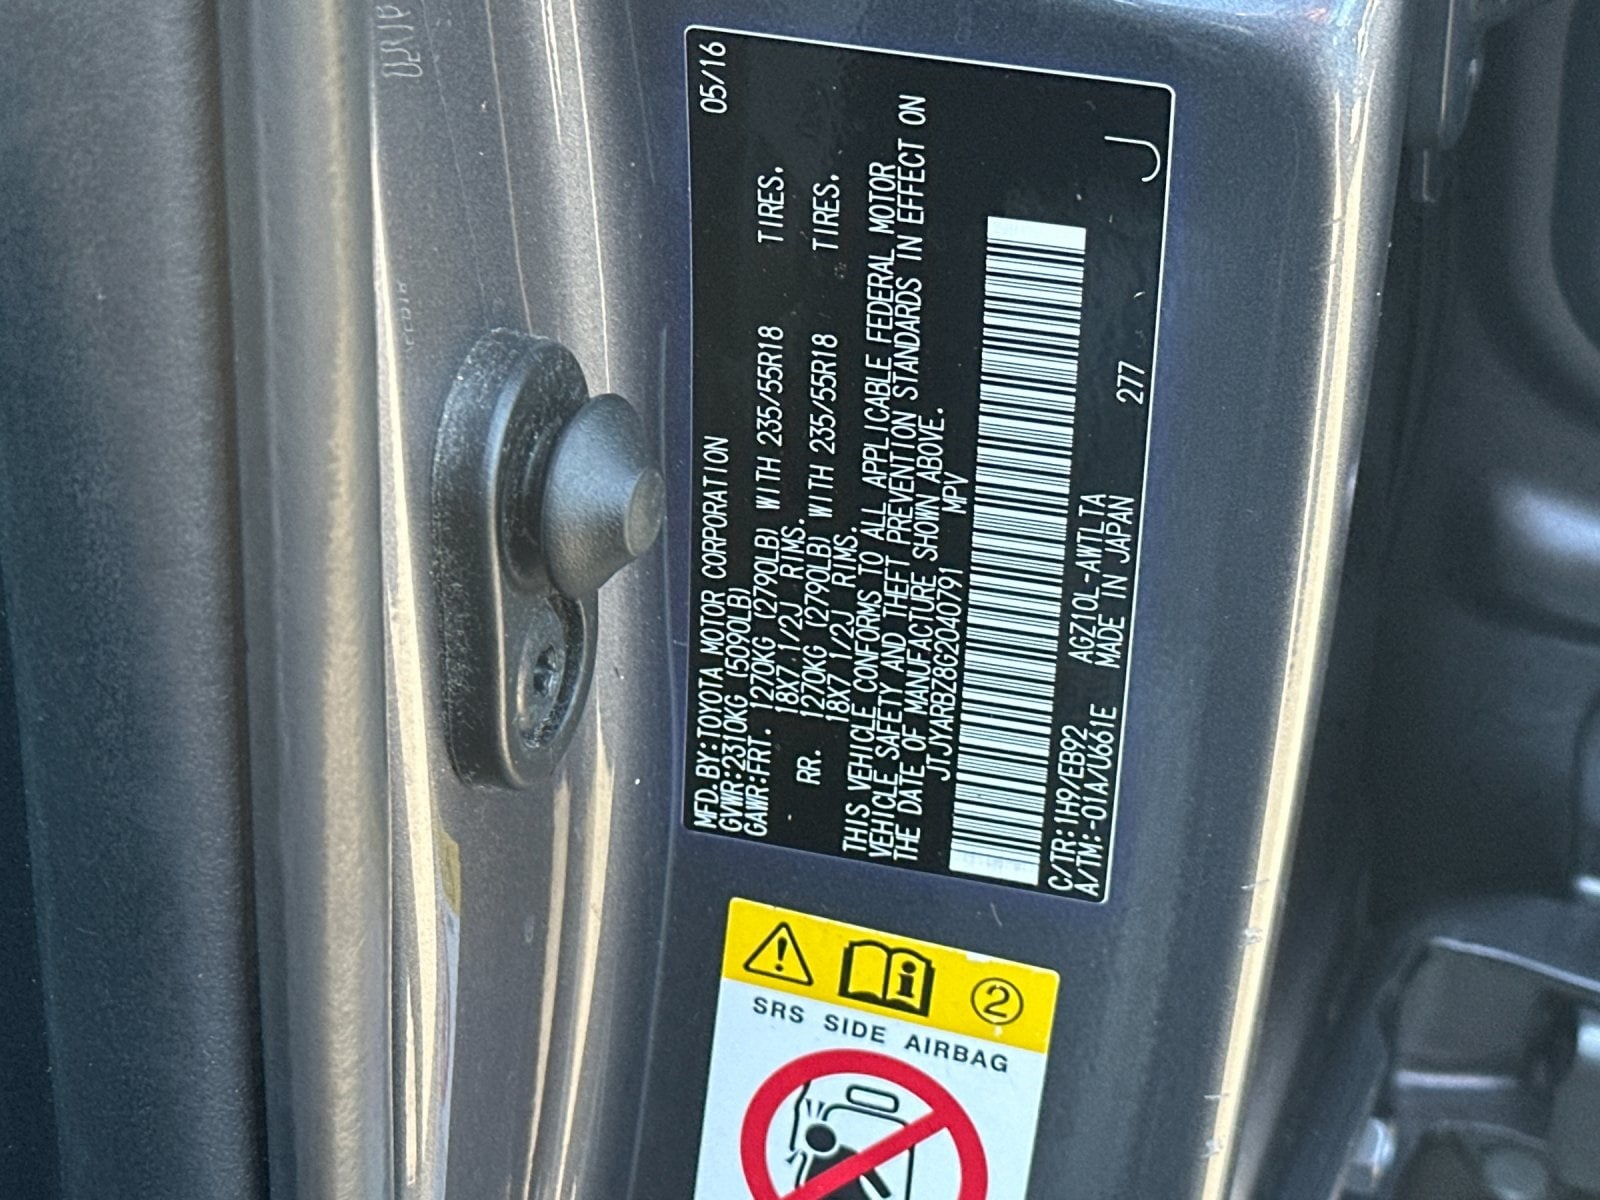 MFD. BY: TOYOTA MOTOR CORPORATION 05/16
GVWR: 2310KG (5090LB)
GAWR: FRT. 1270KG (2790LB) WITH 235/55R18 TIRES.
18X7 1/2J RIMS.
RR. 1270KG (2790LB) WITH 235/55R18 TIRES.
18X7 1/2J RIMS.
THIS VEHICLE CONFORMS TO ALL APPLICABLE FEDERAL MOTOR
VEHICLE SAFETY AND THEFT PREVENTION STANDARDS IN EFFECT ON
THE DATE OF MANUFACTURE SHOWN ABOVE.
JTJYARBZ8G2040791 MPV
C/TR: 1H9/EB92 AGZ10L-AWTLTA
A/TM: -01A/U661E MADE IN JAPAN 277 J
2
SRS SIDE AIRBAG